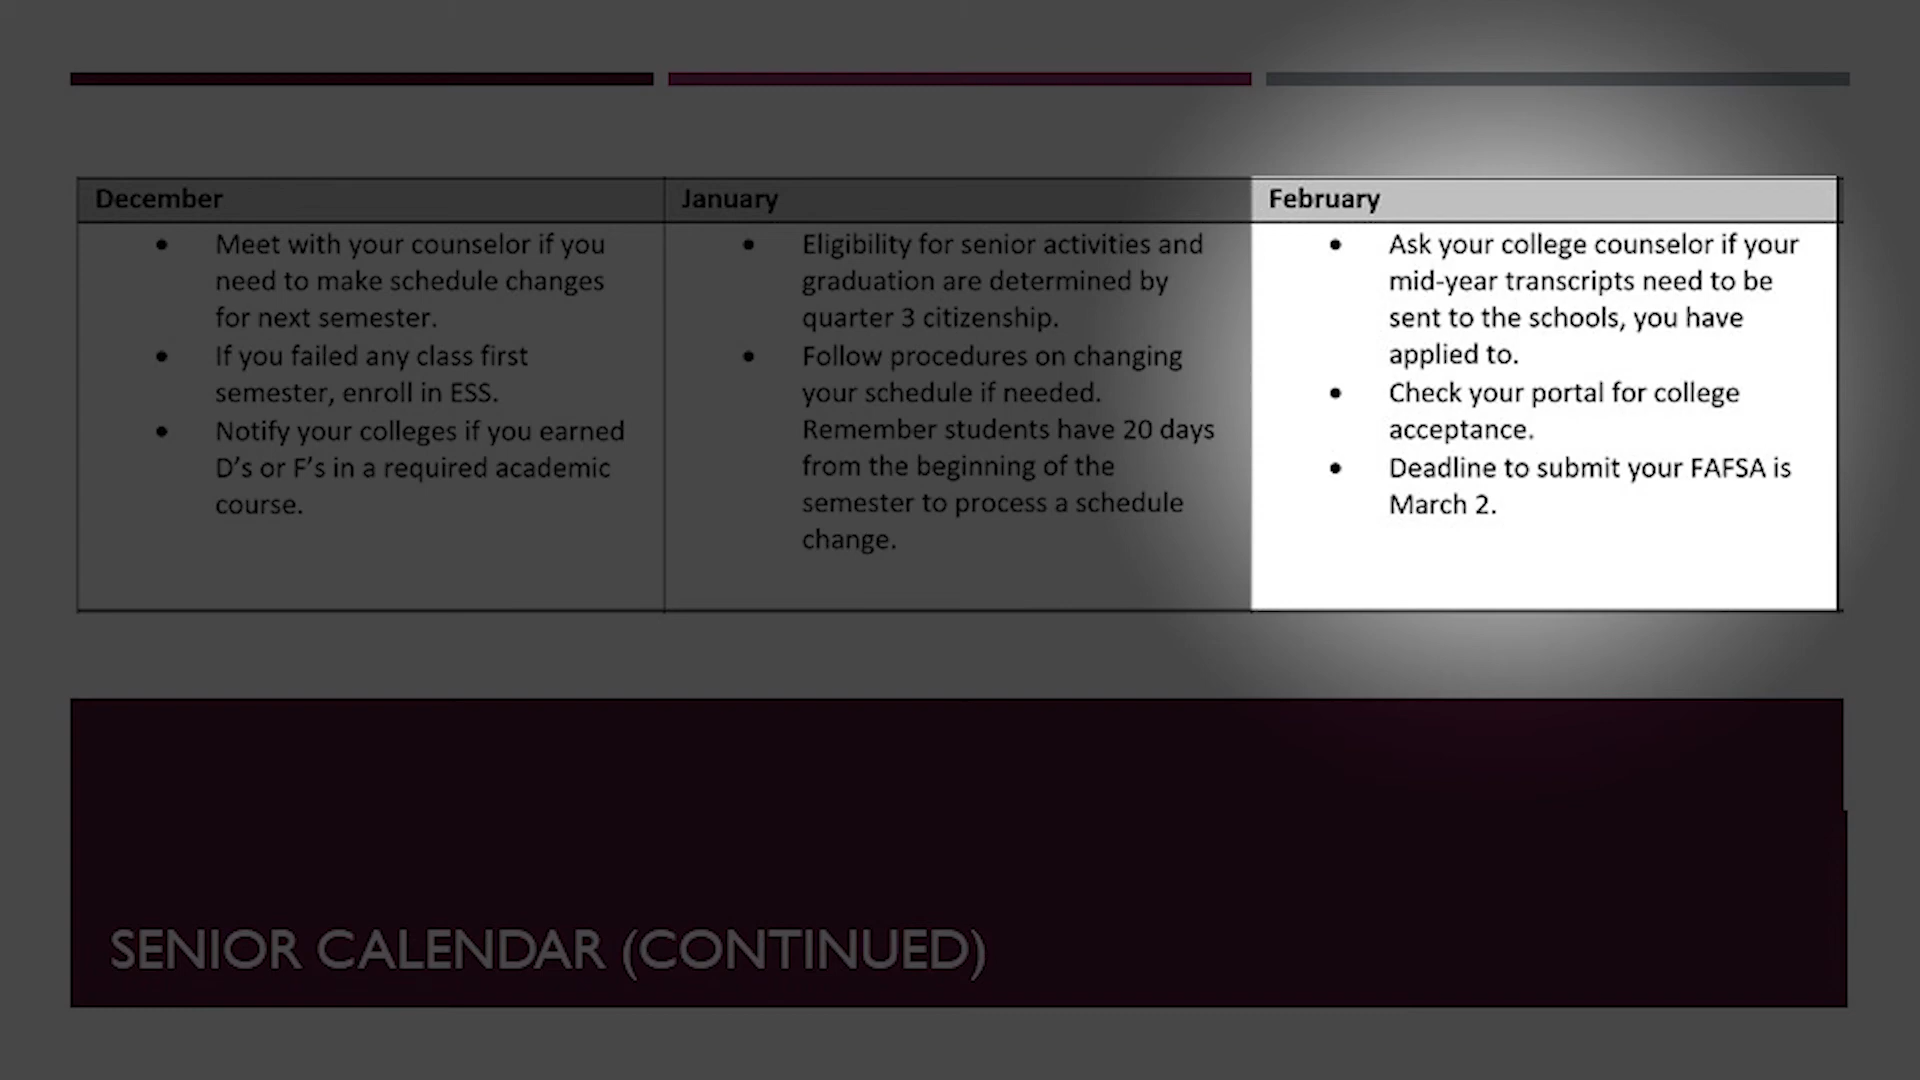 December
Meet with your counselor if you
need to make schedule changes
for next semester.
If you failed any class first
semester, enroll in ESS.
Notify your colleges if you earned
D’s or F’s in a required academic
course.
January
Eligibility for senior activities and
graduation are determined by
quarter 3 citizenship.
Follow procedures on changing
your schedule if needed.
Remember students have 20 days
from the beginning of the
semester to process a schedule
change.
February
Ask your college counselor if your
mid-year transcripts need to be
sent to the schools, you have
applied to.
Check your portal for college
acceptance.
Deadline to submit your FAFSA is
March 2.
SENIOR CALENDAR (CONTINUED)